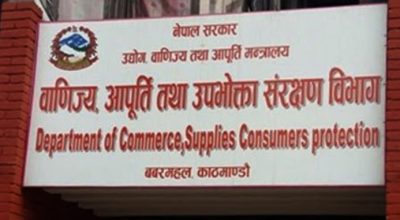 नेपाल सरकार
उद्योग, वाणिज्य तथा आपूर्ति मन्त्रालय
वाणिज्य, आपूर्ति तथा उपभोक्ता संरक्षण विभाग
Department of Commerce,Supplies Consumers protection
बबरमहल, काठमाण्डौ